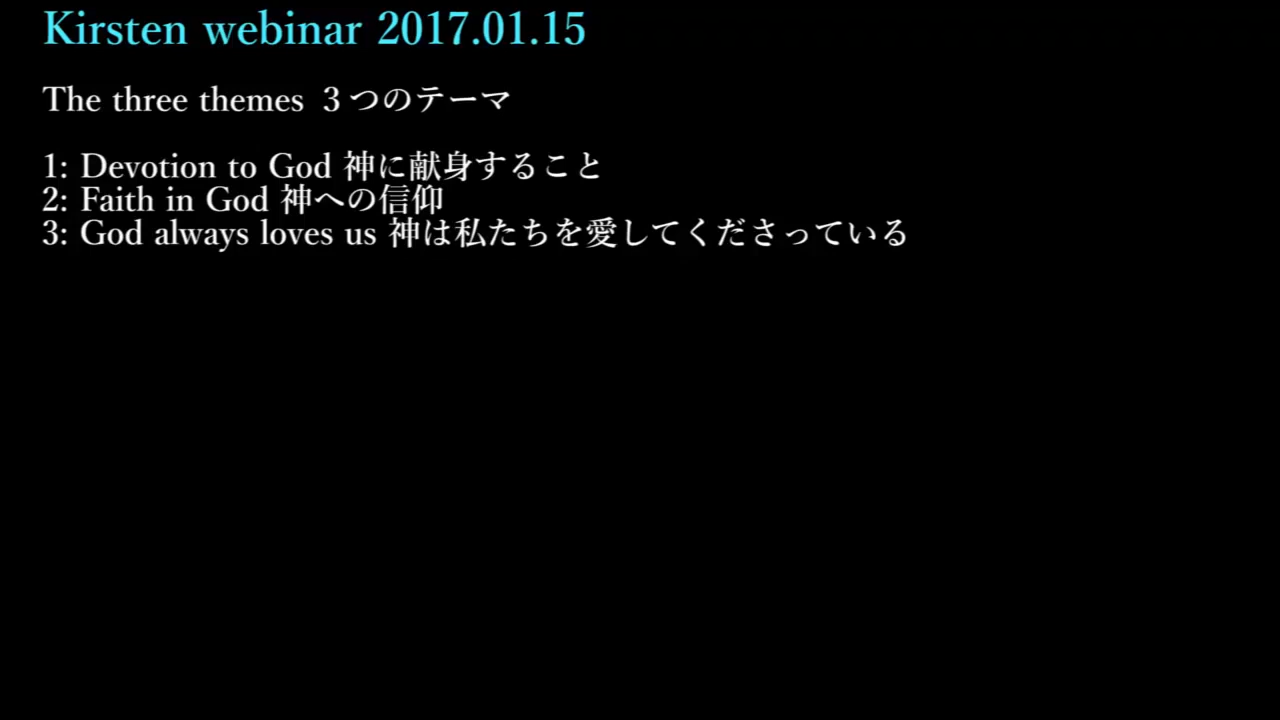 Kirsten webinar 2017.01.15
The three themes ３つのテーマ
1: Devotion to God 神に献身すること
2: Faith in God 神への信仰
3: God always loves us 神は私たちを愛してくださっている